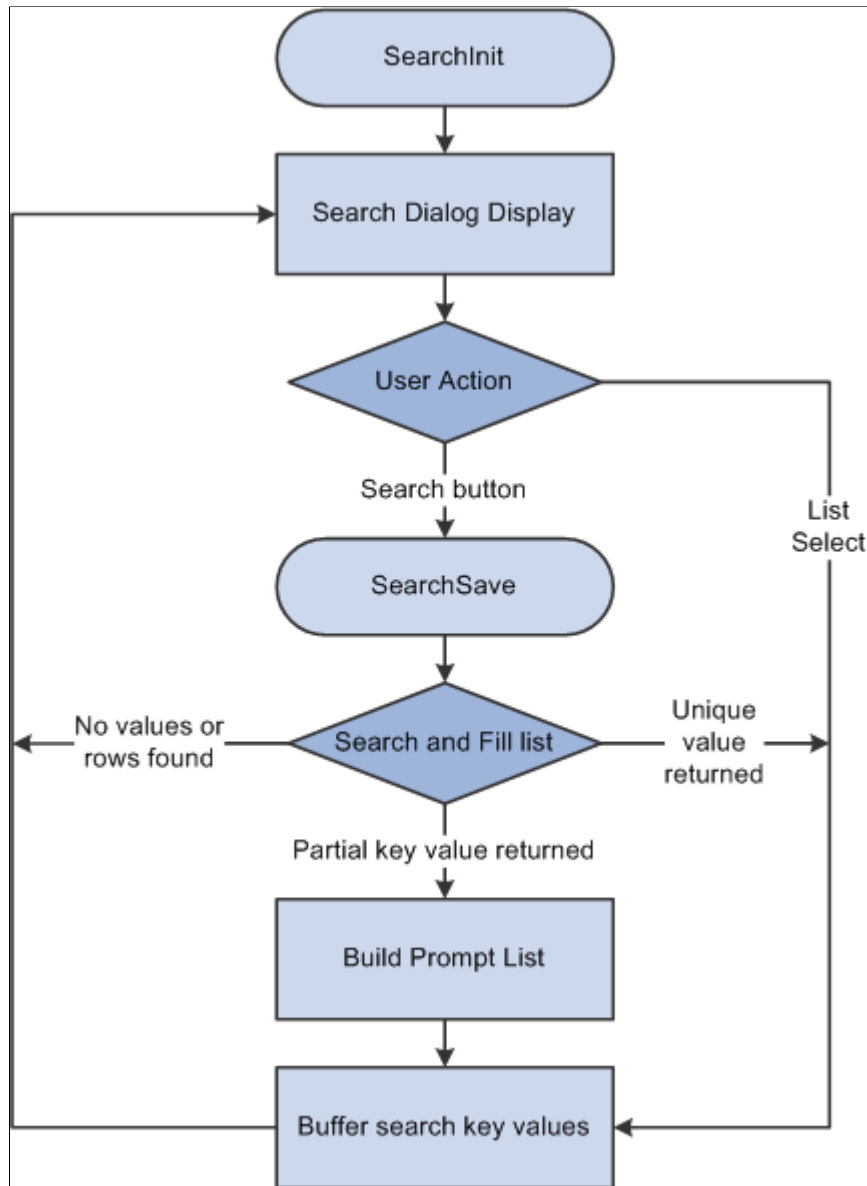 SearchInit
Search Dialog Display
User Action
Search button
List
Select
SearchSave
No values or
rows found
Search and Fill list
Unique
value
returned
Partial key value returned
Build Prompt List
Buffer search key values